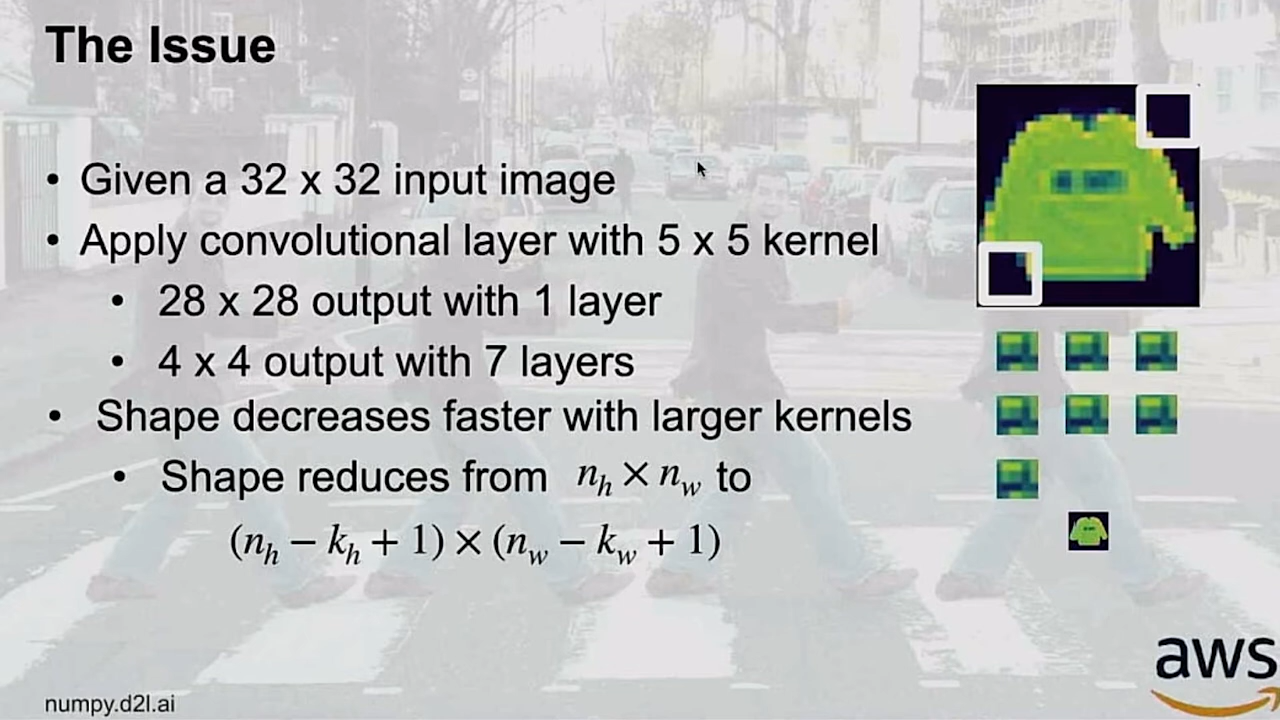 The Issue
• Given a 32 x 32 input image
• Apply convolutional layer with 5 x 5 kernel
• 28 x 28 output with 1 layer
• 4 x 4 output with 7 layers
• Shape decreases faster with larger kernels
• Shape reduces from n_h × n_w to
(n_h − k_h + 1) × (n_w − k_w + 1)
aws
numpy.d2l.ai